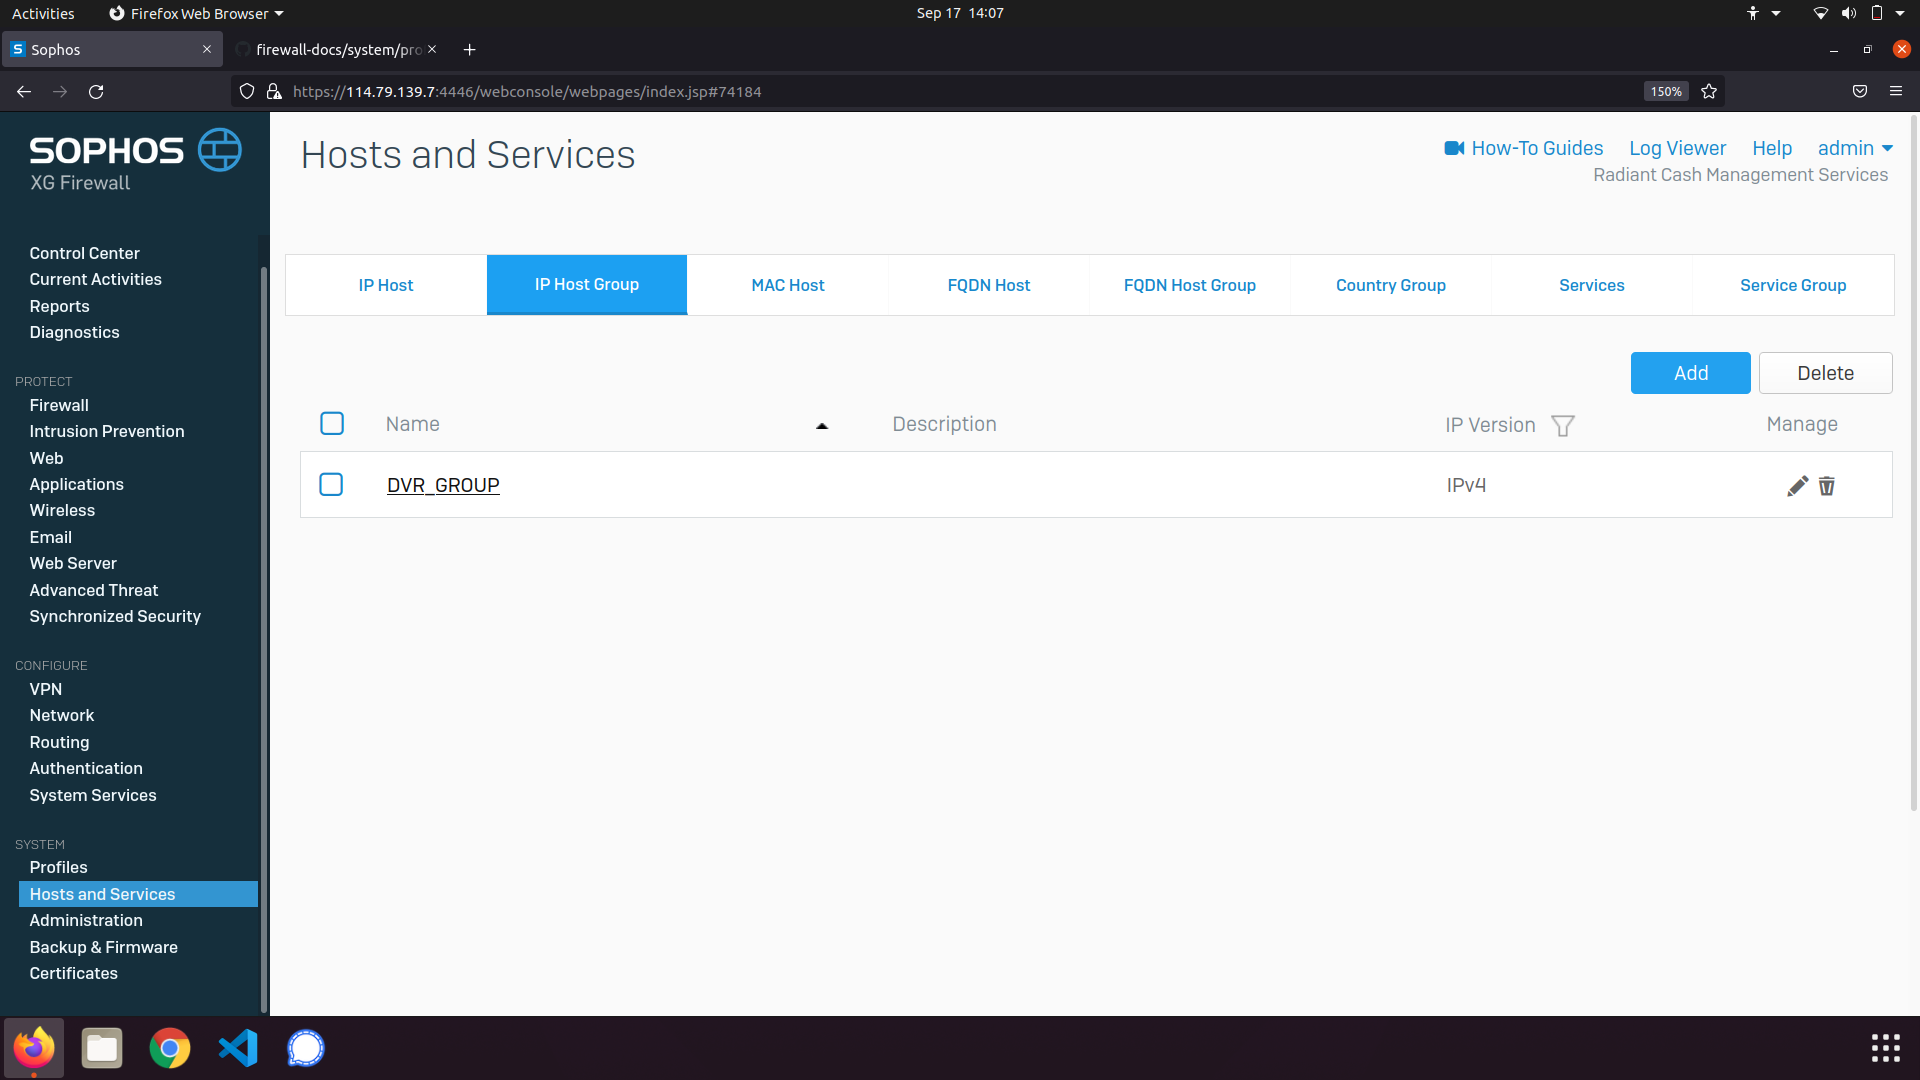 Activities
Firefox Web Browser
Sep 17 14:07
Sophos
firewall-docs/system/pro
https://114.79.139.7:4446/webconsole/webpages/index.jsp#74184
150%
SOPHOS
XG Firewall
Hosts and Services
How-To Guides
Log Viewer
Help
admin
Radiant Cash Management Services
Control Center
Current Activities
Reports
Diagnostics
PROTECT
Firewall
Intrusion Prevention
Web
Applications
Wireless
Email
Web Server
Advanced Threat
Synchronized Security
CONFIGURE
VPN
Network
Routing
Authentication
System Services
SYSTEM
Profiles
Hosts and Services
Administration
Backup & Firmware
Certificates
IP Host
IP Host Group
MAC Host
FQDN Host
FQDN Host Group
Country Group
Services
Service Group
Add
Delete
Name
Description
IP Version
Manage
DVR_GROUP
IPv4